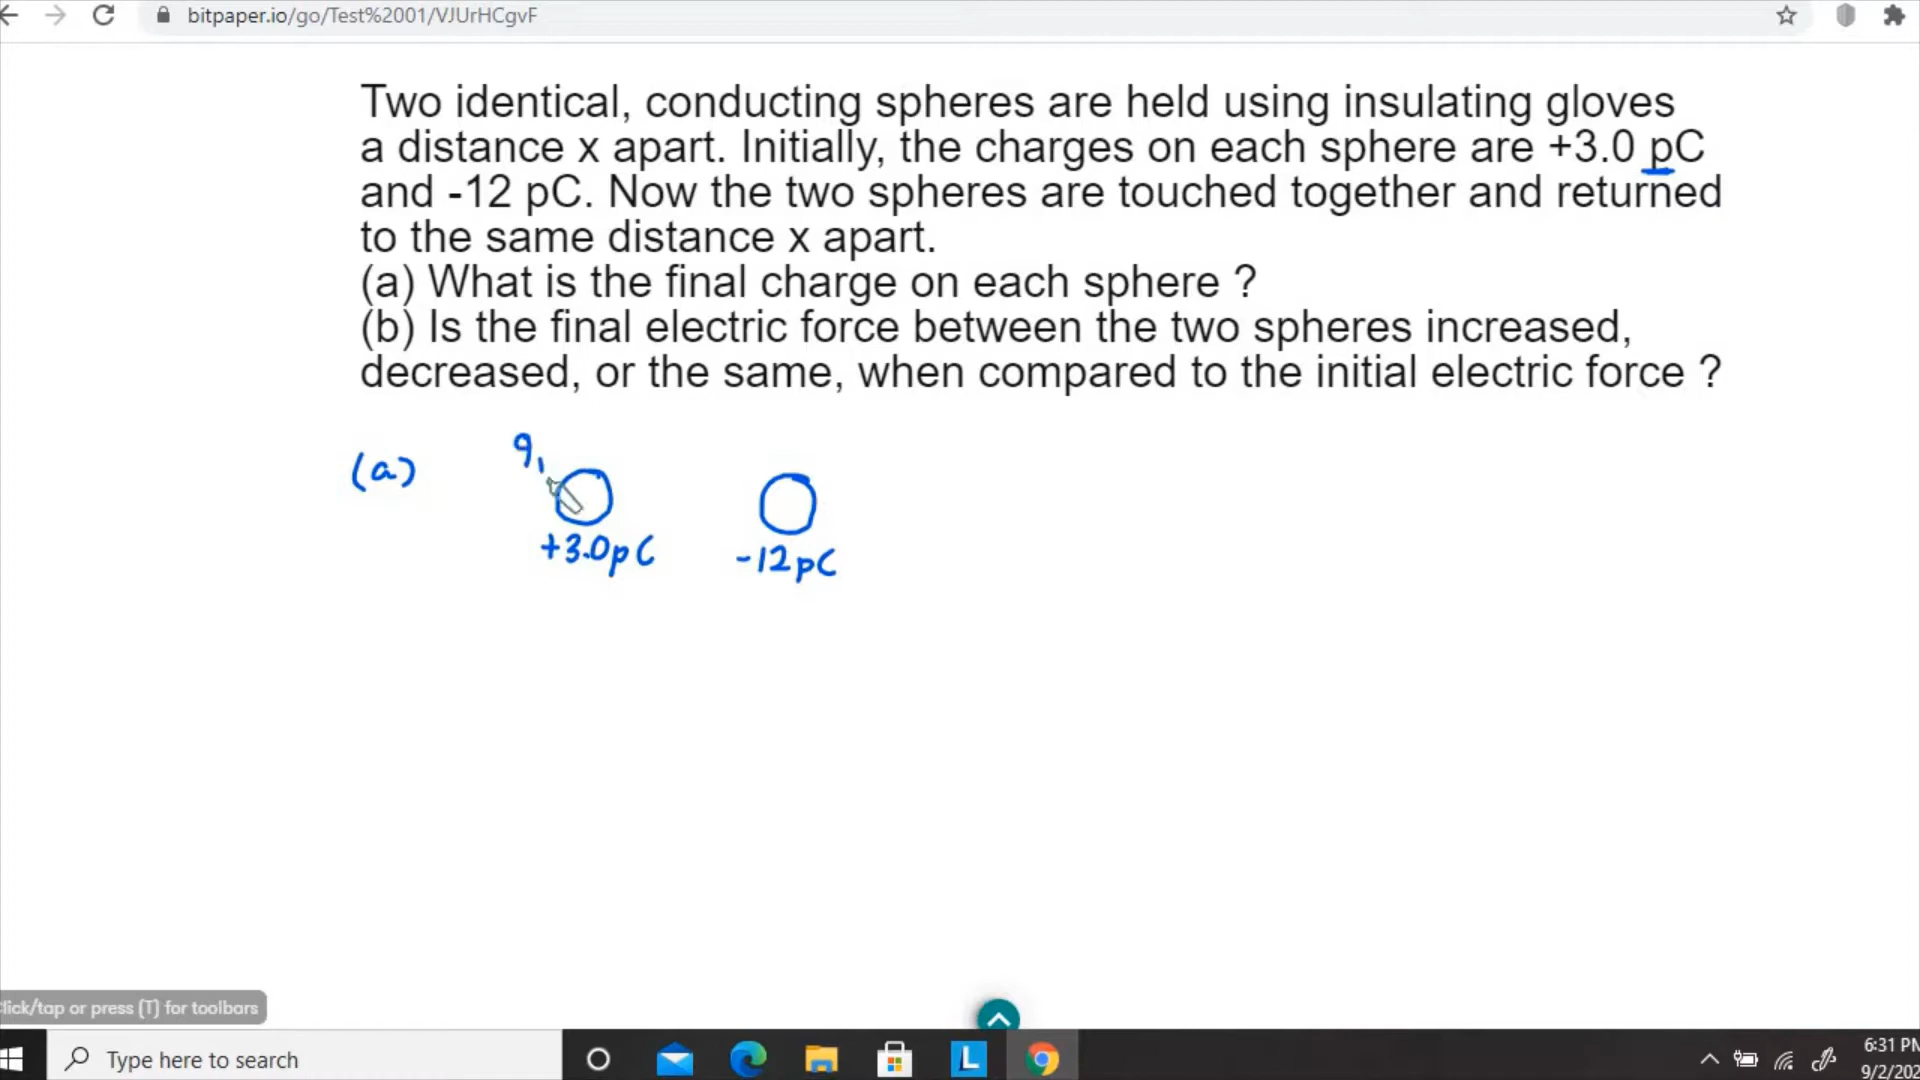 bitpaper.io/go/Test%2001/VJUrHCgvF
Two identical, conducting spheres are held using insulating gloves
a distance x apart. Initially, the charges on each sphere are +3.0 pC
and -12 pC. Now the two spheres are touched together and returned
to the same distance x apart.
(a) What is the final charge on each sphere ?
(b) Is the final electric force between the two spheres increased,
decreased, or the same, when compared to the initial electric force ?
(a)
q₁
+3.0pC -12pC
lick/tap or press (T) for toolbars
Type here to search
L
6:31 PM
9/2/202